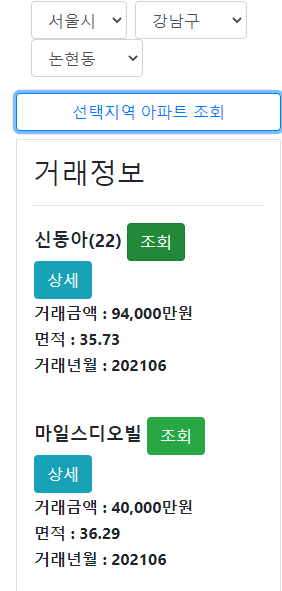 서울시 강남구
논현동
선택지역 아파트 조회
거래정보
신동아(22) 조회
상세
거래금액 : 94,000만원
면적 : 35.73
거래년월 : 202106
마일스디오빌 조회
상세
거래금액 : 40,000만원
면적 : 36.29
거래년월 : 202106